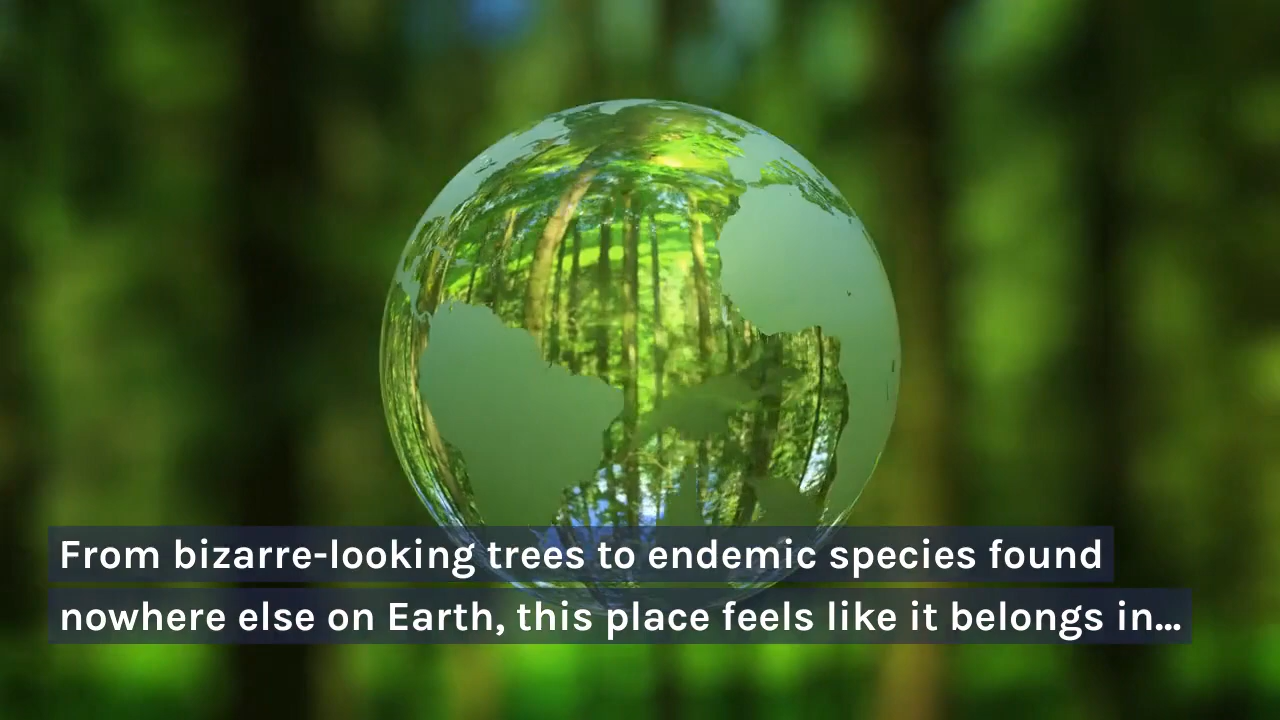 From bizarre-looking trees to endemic species found
nowhere else on Earth, this place feels like it belongs in...